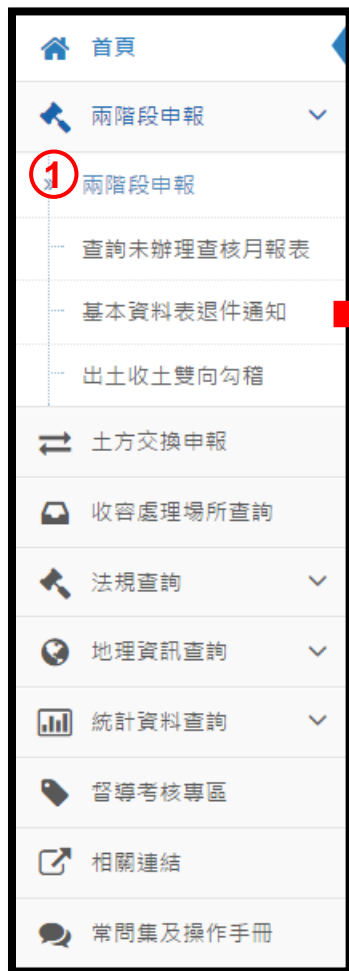 首頁
兩階段申報
1
兩階段申報
查詢未辦理查核月報表
基本資料表退件通知
出土收土雙向勾稽
土方交換申報
收容處理場所查詢
法規查詢
地理資訊查詢
統計資料查詢
督導考核專區
相關連結
常問集及操作手冊